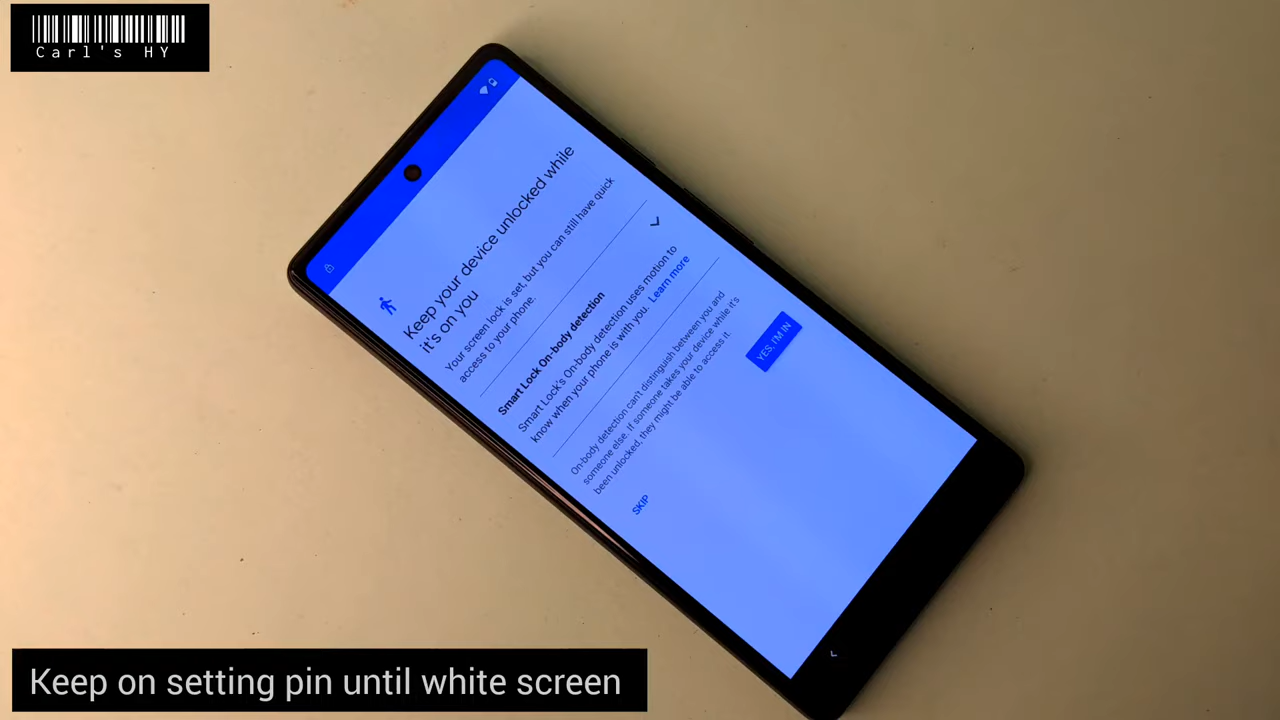 Carl's HY
Keep your device unlocked while
it's on you
Your screen lock is set, but you can still have quick
access to your phone.
Smart Lock On-body detection
Smart Lock's On-body detection uses motion to
know when your phone is with you. Learn more
On-body detection can't distinguish between you and
someone else. If someone takes your device while it's
been unlocked, they might be able to access it.
YES, I'M IN
SKIP
Keep on setting pin until white screen